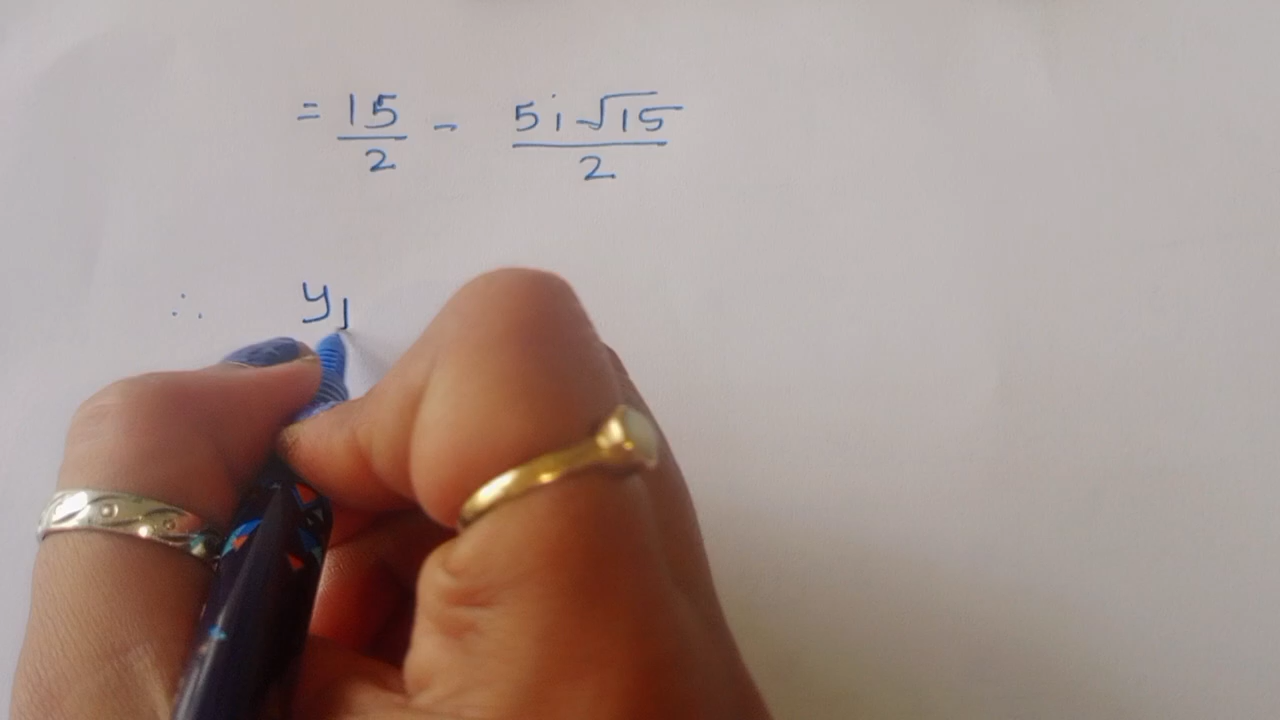 = 15/2 - 5i√15/2
∴ y₁